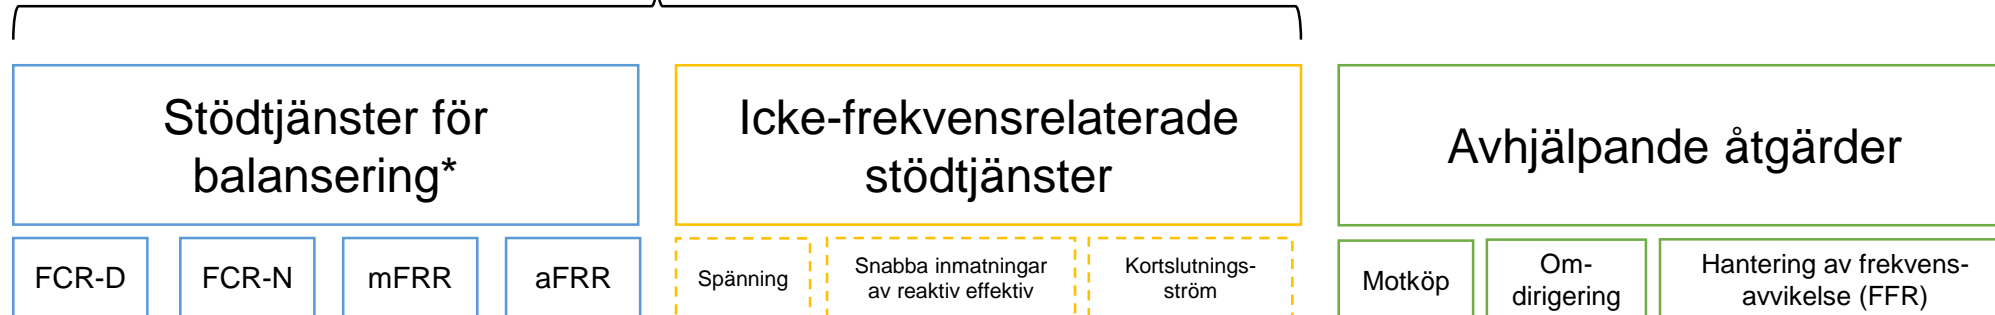 Stödtjänster för
balansering*
Icke-frekvensrelaterade
stödtjänster
Avhjälpande åtgärder
FCR-D
FCR-N
mFRR
aFRR
Spänning
Snabba inmatningar
av reaktiv effektiv
Kortslutnings-
ström
Motköp
Om-
dirigering
Hantering av frekvens-
avvikelse (FFR)